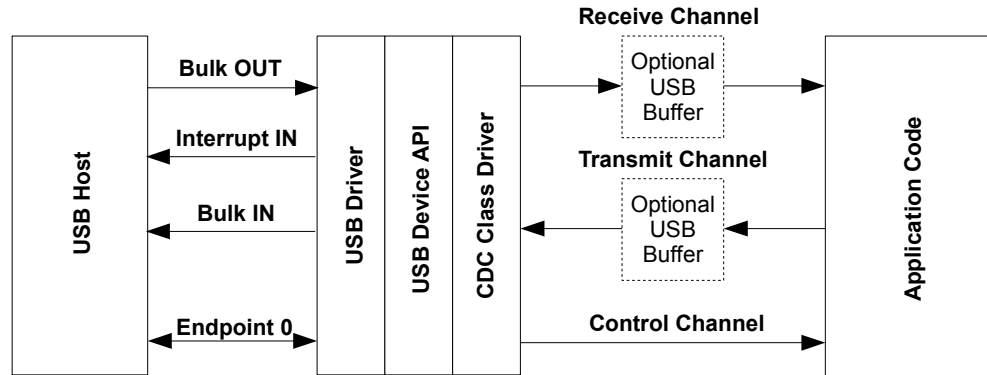 Receive Channel
Bulk OUT
Interrupt IN
Bulk IN
Endpoint 0
USB Host
USB Driver
USB Device API
CDC Class Driver
Optional
USB
Buffer
Transmit Channel
Optional
USB
Buffer
Control Channel
Application Code